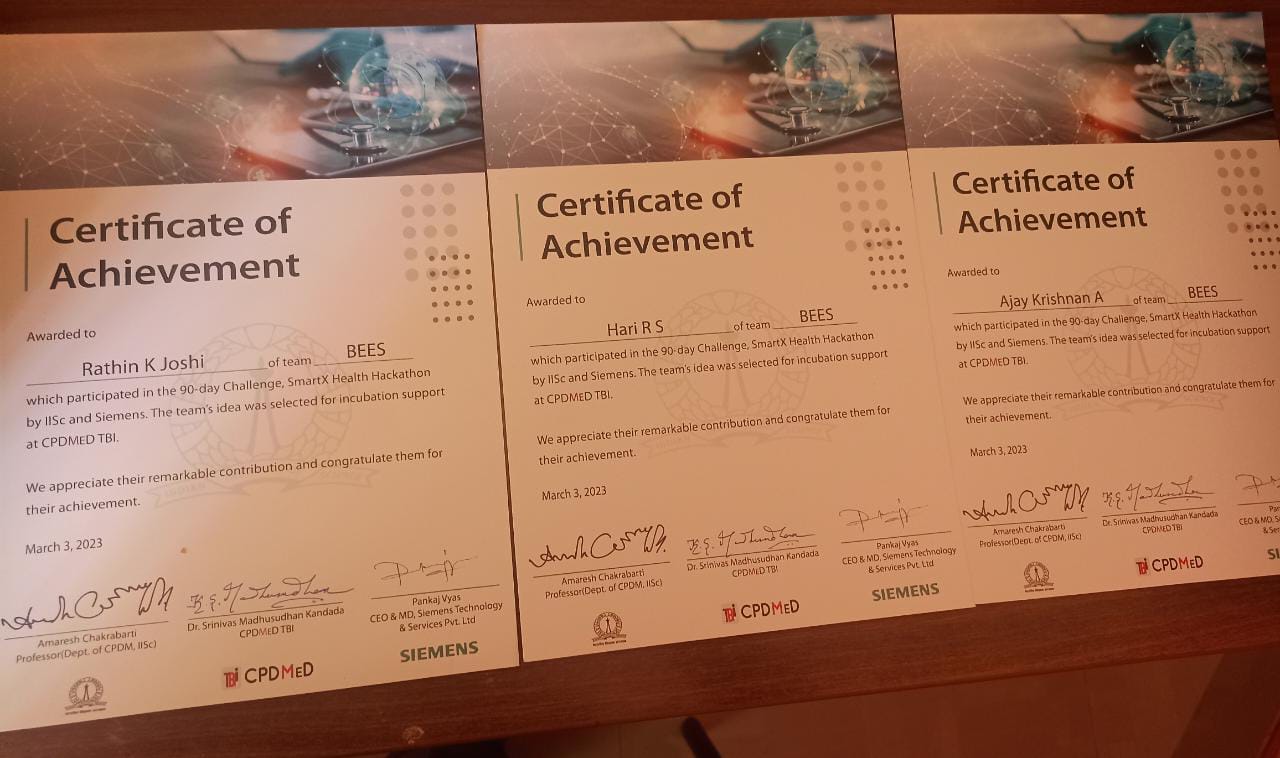 Certificate of
Achievement
Awarded to
Rathin K Joshi of team BEES
which participated in the 90-day Challenge, SmartX Health Hackathon
by IISc and Siemens. The team's idea was selected for incubation support
at CPDMED TBI.
We appreciate their remarkable contribution and congratulate them for
their achievement.
March 3, 2023
Amaresh Chakrabarti
Professor(Dept. of CPDM, IISc)
Dr. Srinivas Madhusudhan Kandada
CPDMED TBI
Pankaj Vyas
CEO & MD, Siemens Technology
& Services Pvt. Ltd
TBI CPDMED
SIEMENS
Certificate of
Achievement
Awarded to
Hari R S of team BEES
which participated in the 90-day Challenge, SmartX Health Hackathon
by IISc and Siemens. The team's idea was selected for incubation support
at CPDMED TBI.
We appreciate their remarkable contribution and congratulate them for
their achievement.
March 3, 2023
Amaresh Chakrabarti
Professor(Dept. of CPDM, IISc)
Dr. Srinivas Madhusudhan Kandada
CPDMED TBI
Pankaj Vyas
CEO & MD, Siemens Technology
& Services Pvt. Ltd
TBI CPDMED
SIEMENS
Certificate of
Achievement
Awarded to
Ajay Krishnan A of team BEES
which participated in the 90-day Challenge, SmartX Health Hackathon
by IISc and Siemens. The team's idea was selected for incubation support
at CPDMED TBI.
We appreciate their remarkable contribution and congratulate them for
their achievement.
March 3, 2023
Amaresh Chakrabarti
Professor(Dept. of CPDM, IISc)
Dr. Srinivas Madhusudhan Kandada
CPDMED TBI
CEO & MD
TBI CPDMED